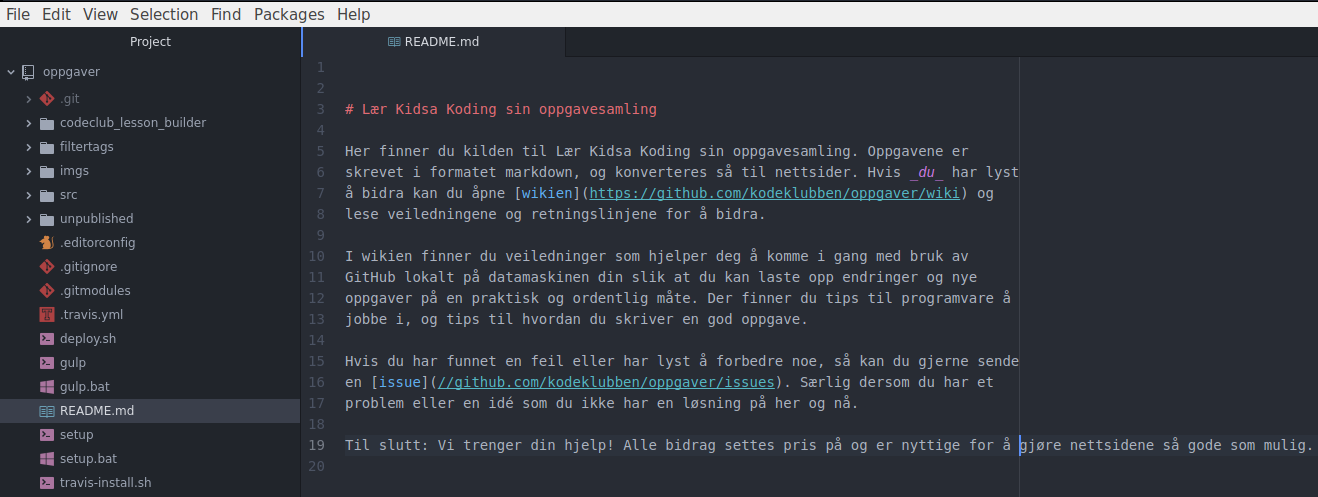 File Edit View Selection Find Packages Help
Project
README.md
oppgaver
.git
codeclub_lesson_builder
filtertags
imgs
src
unpublished
.editorconfig
.gitignore
.gitmodules
.travis.yml
deploy.sh
gulp
gulp.bat
README.md
setup
setup.bat
travis-install.sh
1
2
3 # Lær Kidsa Koding sin oppgavesamling
4
5 Her finner du kilden til Lær Kidsa Koding sin oppgavesamling. Oppgavene er
6 skrevet i formatet markdown, og konverteres så til nettsider. Hvis _du_ har lyst
7 å bidra kan du åpne [wikien](https://github.com/kodeklubben/oppgaver/wiki) og
8 lese veiledningene og retningslinjene for å bidra.
9
10 I wikien finner du veiledninger som hjelper deg å komme i gang med bruk av
11 GitHub lokalt på datamaskinen din slik at du kan laste opp endringer og nye
12 oppgaver på en praktisk og ordentlig måte. Der finner du tips til programvare å
13 jobbe i, og tips til hvordan du skriver en god oppgave.
14
15 Hvis du har funnet en feil eller har lyst å forbedre noe, så kan du gjerne sende
16 en [issue](//github.com/kodeklubben/oppgaver/issues). Særlig dersom du har et
17 problem eller en idé som du ikke har en løsning på her og nå.
18
19 Til slutt: Vi trenger din hjelp! Alle bidrag settes pris på og er nyttige for å gjøre nettsidene så gode som mulig.
20